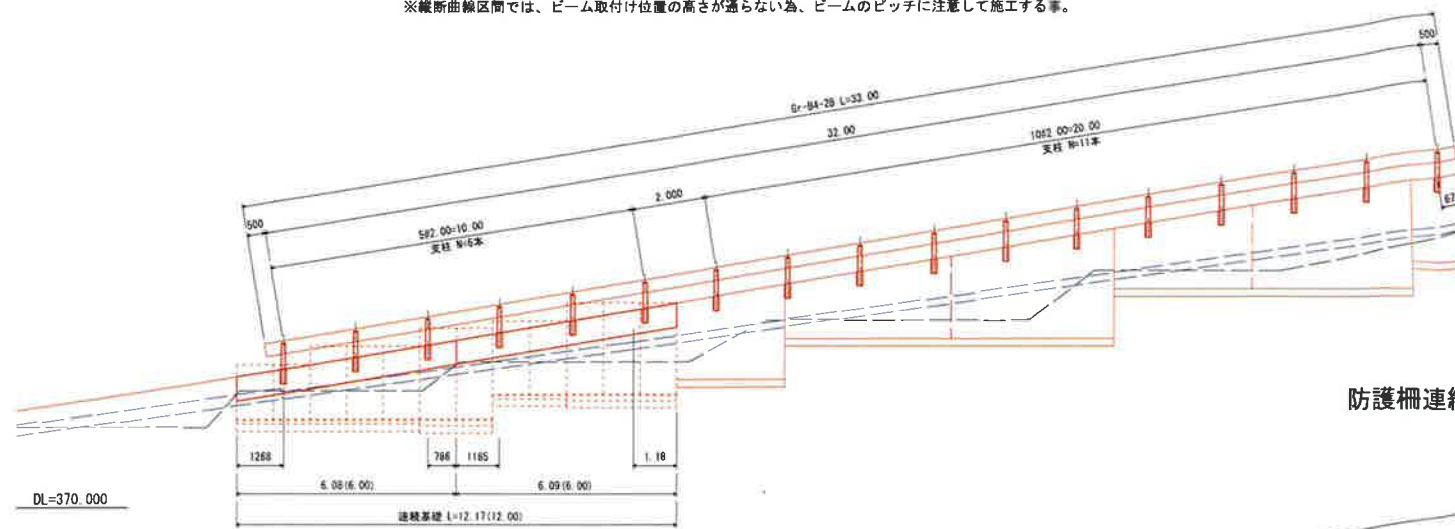 ※縦断曲線区間では、ビーム取付け位置の高さが通らない為、ビームのピッチに注意して施工する事。
500
Gr-B4-2B L=33.00
32.00
10@2.00=20.00
支柱 N=11本
2.000
500
5@2.00=10.00
支柱 N=6本
防護柵連続
1268
786
1165
1.18
6.08(6.00)
6.09(6.00)
DL=370.000
連続基礎 L=12.17(12.00)